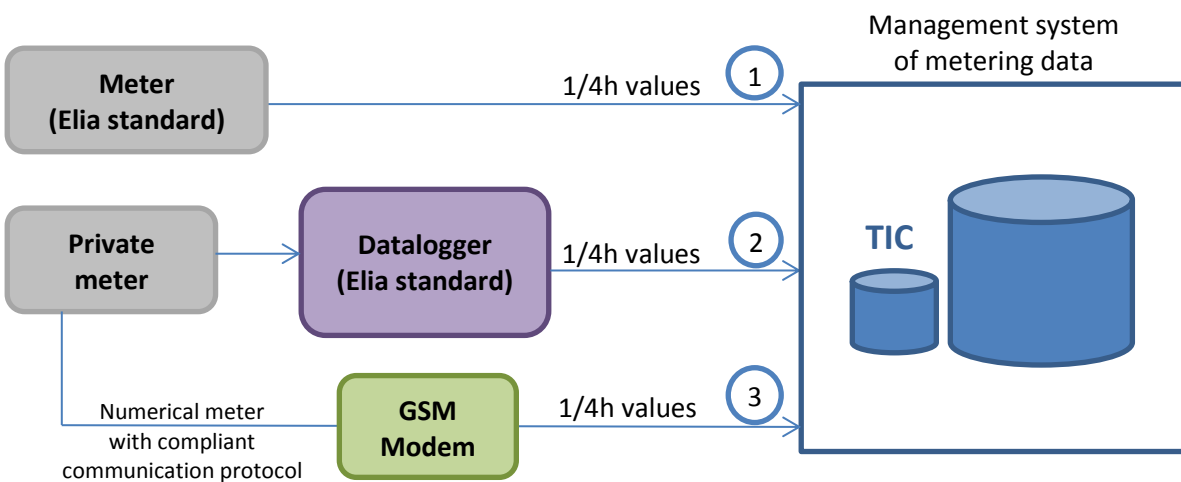 Management system
of metering data
Meter
(Elia standard)
1/4h values
1
Private
meter
Datalogger
(Elia standard)
1/4h values
2
TIC
Numerical meter
with compliant
communication protocol
GSM
Modem
1/4h values
3